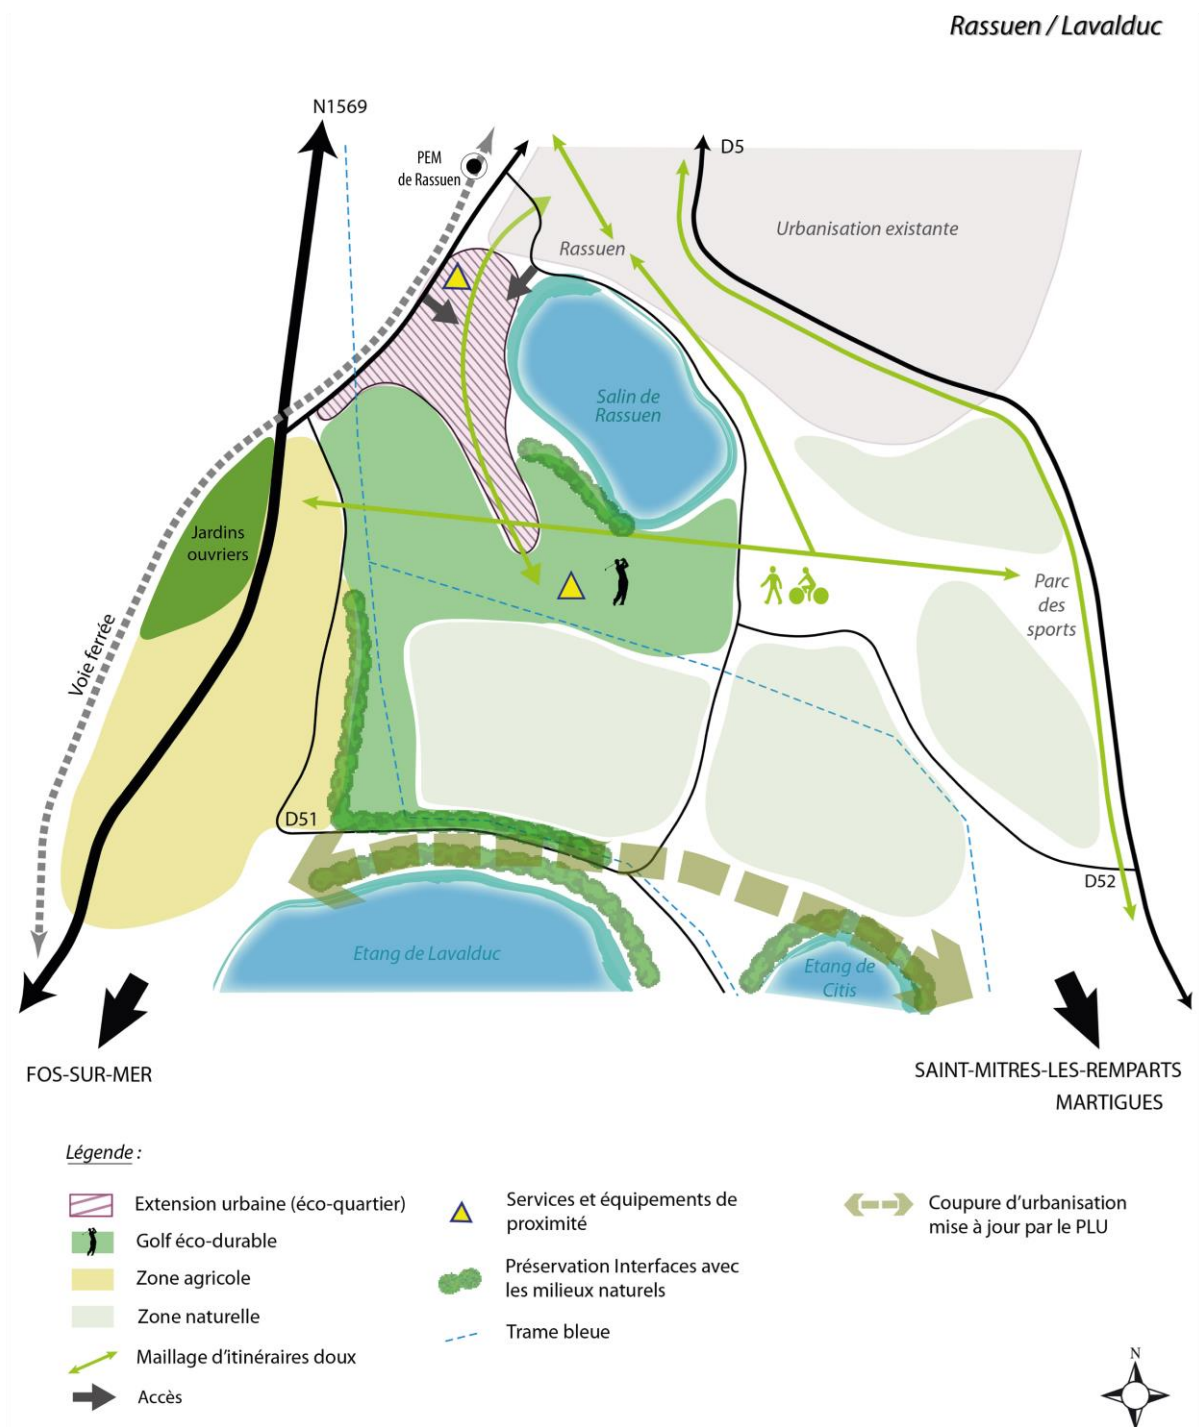 Rassuen / Lavalduc
N1569
PEM
de Rassuen
D5
Urbanisation existante
Rassuen
Salin de
Rassuen
Jardins
ouvriers
Parc
des
sports
Voie ferrée
D51
D52
Etang de Lavalduc
Etang de
Citis
FOS-SUR-MER
SAINT-MITRES-LES-REMPARTS
MARTIGUES
Légende :
Extension urbaine (éco-quartier)
Golf éco-durable
Zone agricole
Zone naturelle
Maillage d'itinéraires doux
Accès
Services et équipements de
proximité
Préservation Interfaces avec
les milieux naturels
Trame bleue
Coupure d'urbanisation
mise à jour par le PLU
N